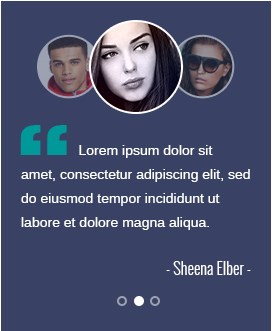 Lorem ipsum dolor sit
amet, consectetur adipiscing elit, sed
do eiusmod tempor incididunt ut
labore et dolore magna aliqua.
- Sheena Elber -